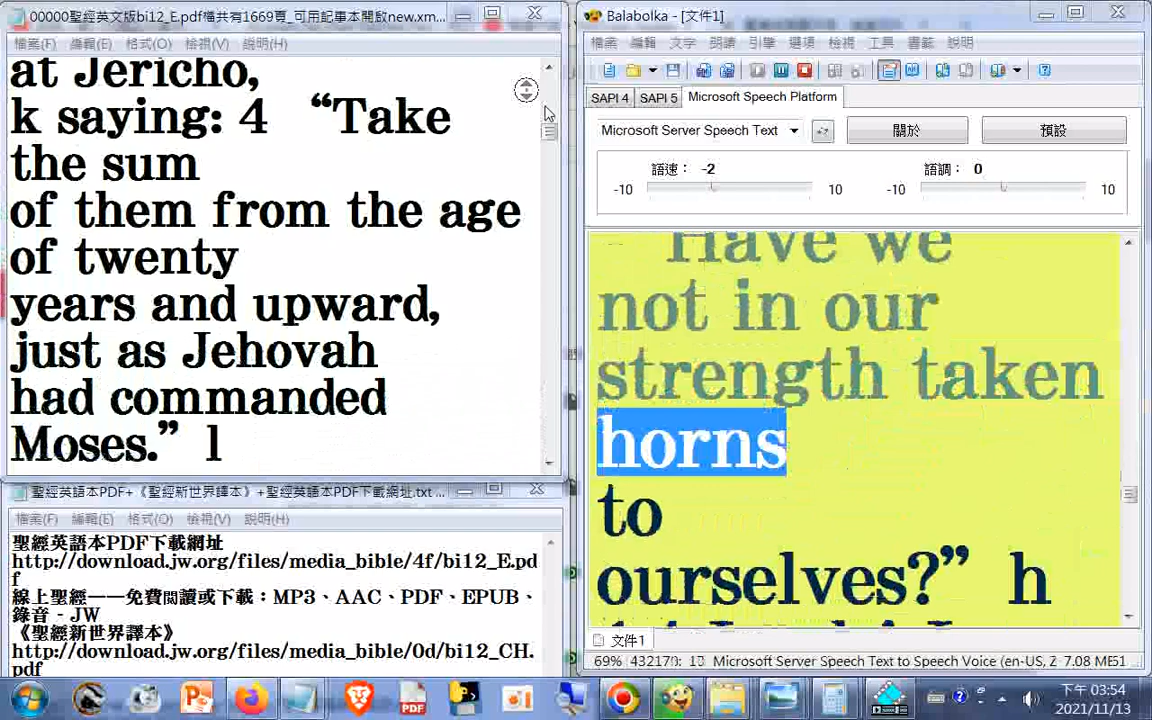 00000聖經英文版bi12_E.pdf檔共有1669頁_可用記事本開啟new.xm...
檔案(F) 編輯(E) 格式(O) 檢視(V) 說明(H)
at Jericho,
k saying: 4 “Take
the sum
of them from the age
of twenty
years and upward,
just as Jehovah
had commanded
Moses.” l
聖經英語本PDF+《聖經新世界譯本》+聖經英語本PDF下載網址.txt ...
檔案(F) 編輯(E) 格式(O) 檢視(V) 說明(H)
聖經英語本PDF下載網址
http://download.jw.org/files/media_bible/4f/bi12_E.pd
f
線上聖經──免費閱讀或下載：MP3、AAC、PDF、EPUB、
錄音 - JW
《聖經新世界譯本》
http://download.jw.org/files/media_bible/0d/bi12_CH.
pdf
Balabolka - [文件1]
檔案 編輯 文字 朗讀 引擎 選項 檢視 工具 書籤 說明
SAPI 4 SAPI 5 Microsoft Speech Platform
Microsoft Server Speech Text 關於 預設
語速： -2 語調： 0
-10 10 -10 10
Have we
not in our
strength taken
horns
to
ourselves?” h
文件1
69% Microsoft Server Speech Text to Speech Voice (en-US, Z 7.08 ME
下午 03:54
2021/11/13